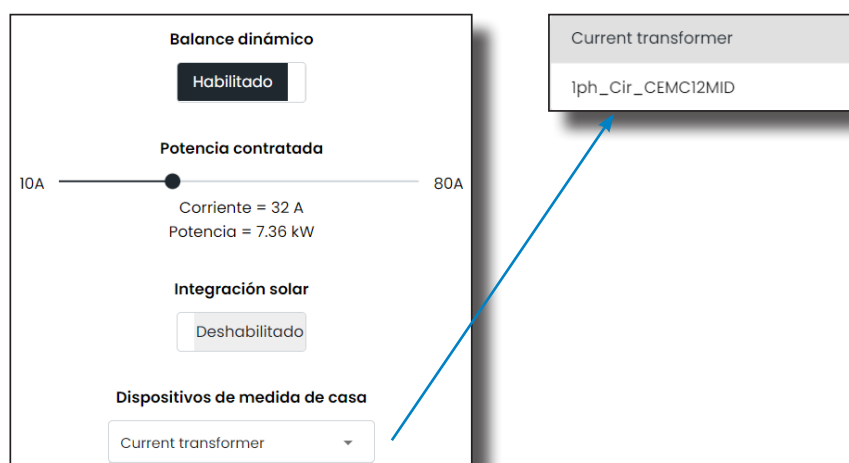 Balance dinámico
Habilitado
Potencia contratada
10A 80A
Corriente = 32 A
Potencia = 7.36 kW
Integración solar
Deshabilitado
Dispositivos de medida de casa
Current transformer
Current transformer
1ph_Cir_CEMC12MID